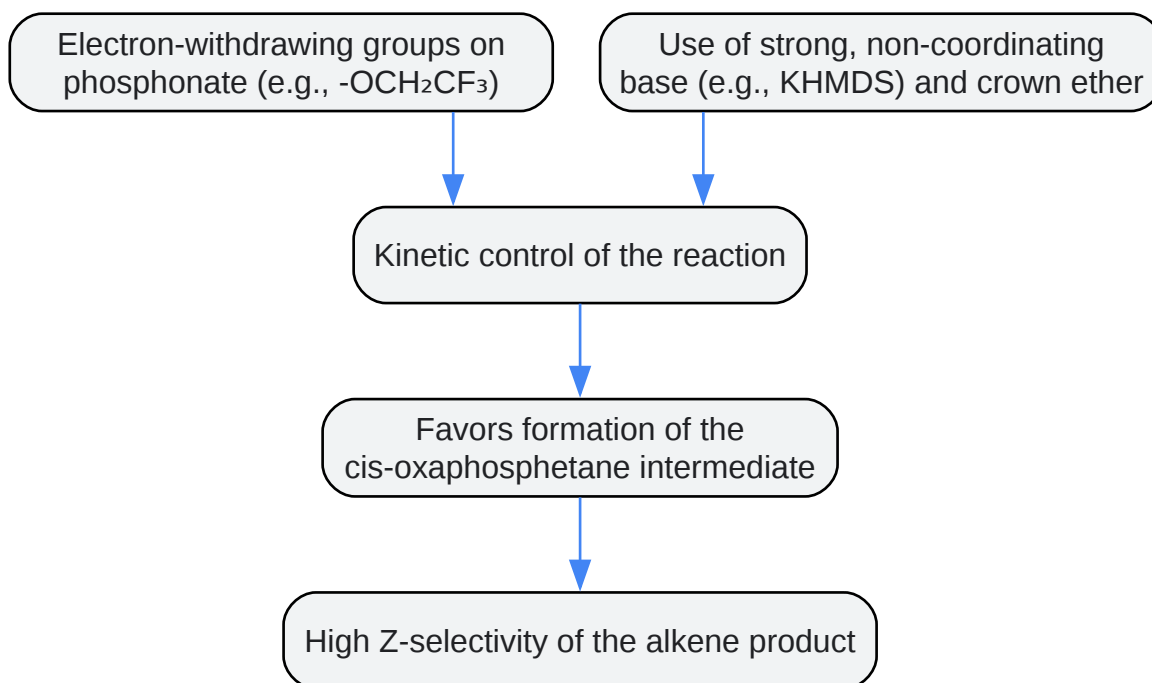 Electron-withdrawing groups on
phosphonate (e.g., -OCH₂CF₃)
Use of strong, non-coordinating
base (e.g., KHMDS) and crown ether
Kinetic control of the reaction
Favors formation of the
cis-oxaphosphetane intermediate
High Z-selectivity of the alkene product